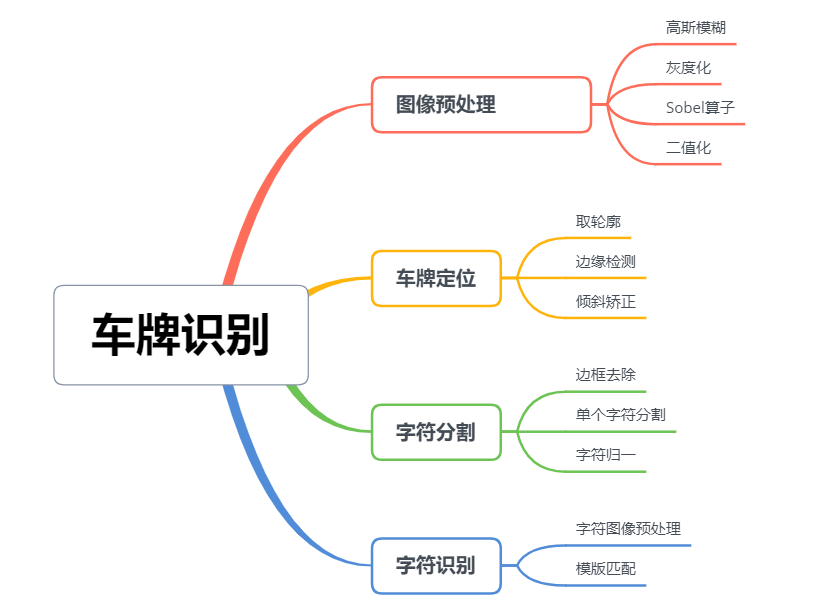 车牌识别
图像预处理
高斯模糊
灰度化
Sobel算子
二值化
车牌定位
取轮廓
边缘检测
倾斜矫正
字符分割
边框去除
单个字符分割
字符归一
字符识别
字符图像预处理
模版匹配